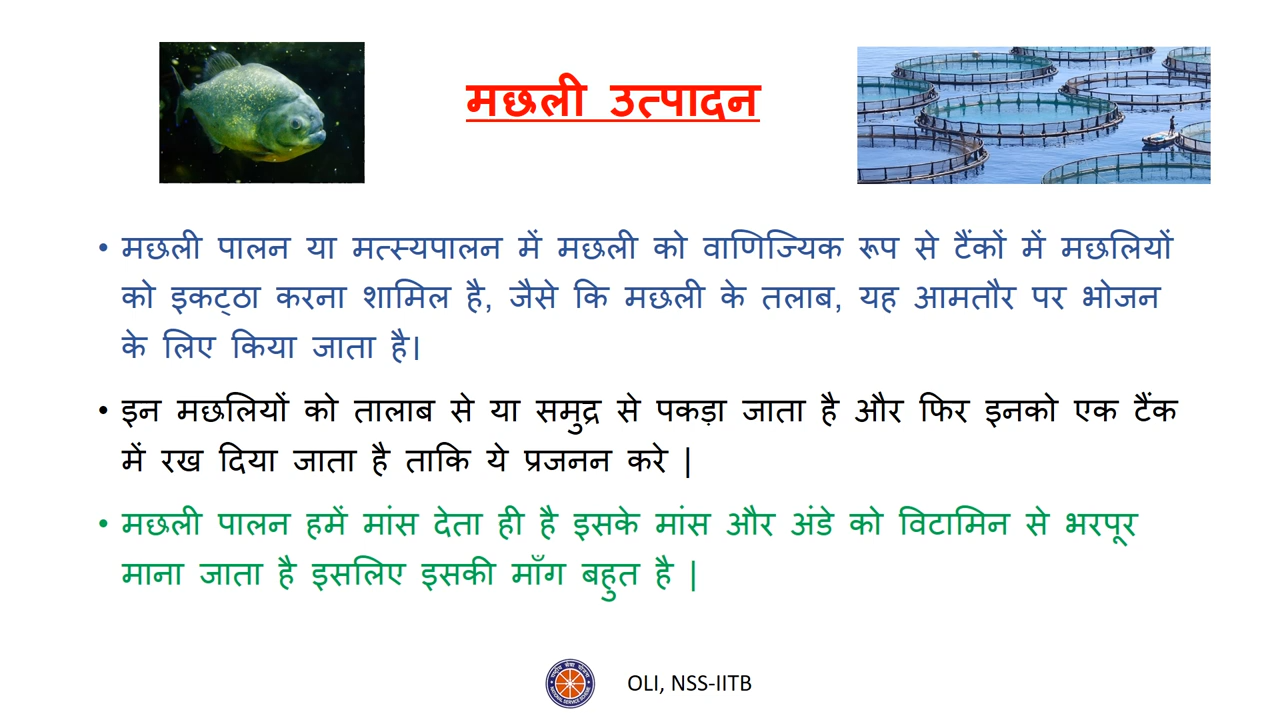 मछली उत्पादन
• मछली पालन या मत्स्यपालन में मछली को वाणिज्यिक रूप से टैंकों में मछलियों
को इकट्ठा करना शामिल है, जैसे कि मछली के तलाब, यह आमतौर पर भोजन
के लिए किया जाता है।
• इन मछलियों को तालाब से या समुद्र से पकड़ा जाता है और फिर इनको एक टैंक
में रख दिया जाता है ताकि ये प्रजनन करे |
• मछली पालन हमें मांस देता ही है इसके मांस और अंडे को विटामिन से भरपूर
माना जाता है इसलिए इसकी माँग बहुत है |
OLI, NSS-IITB